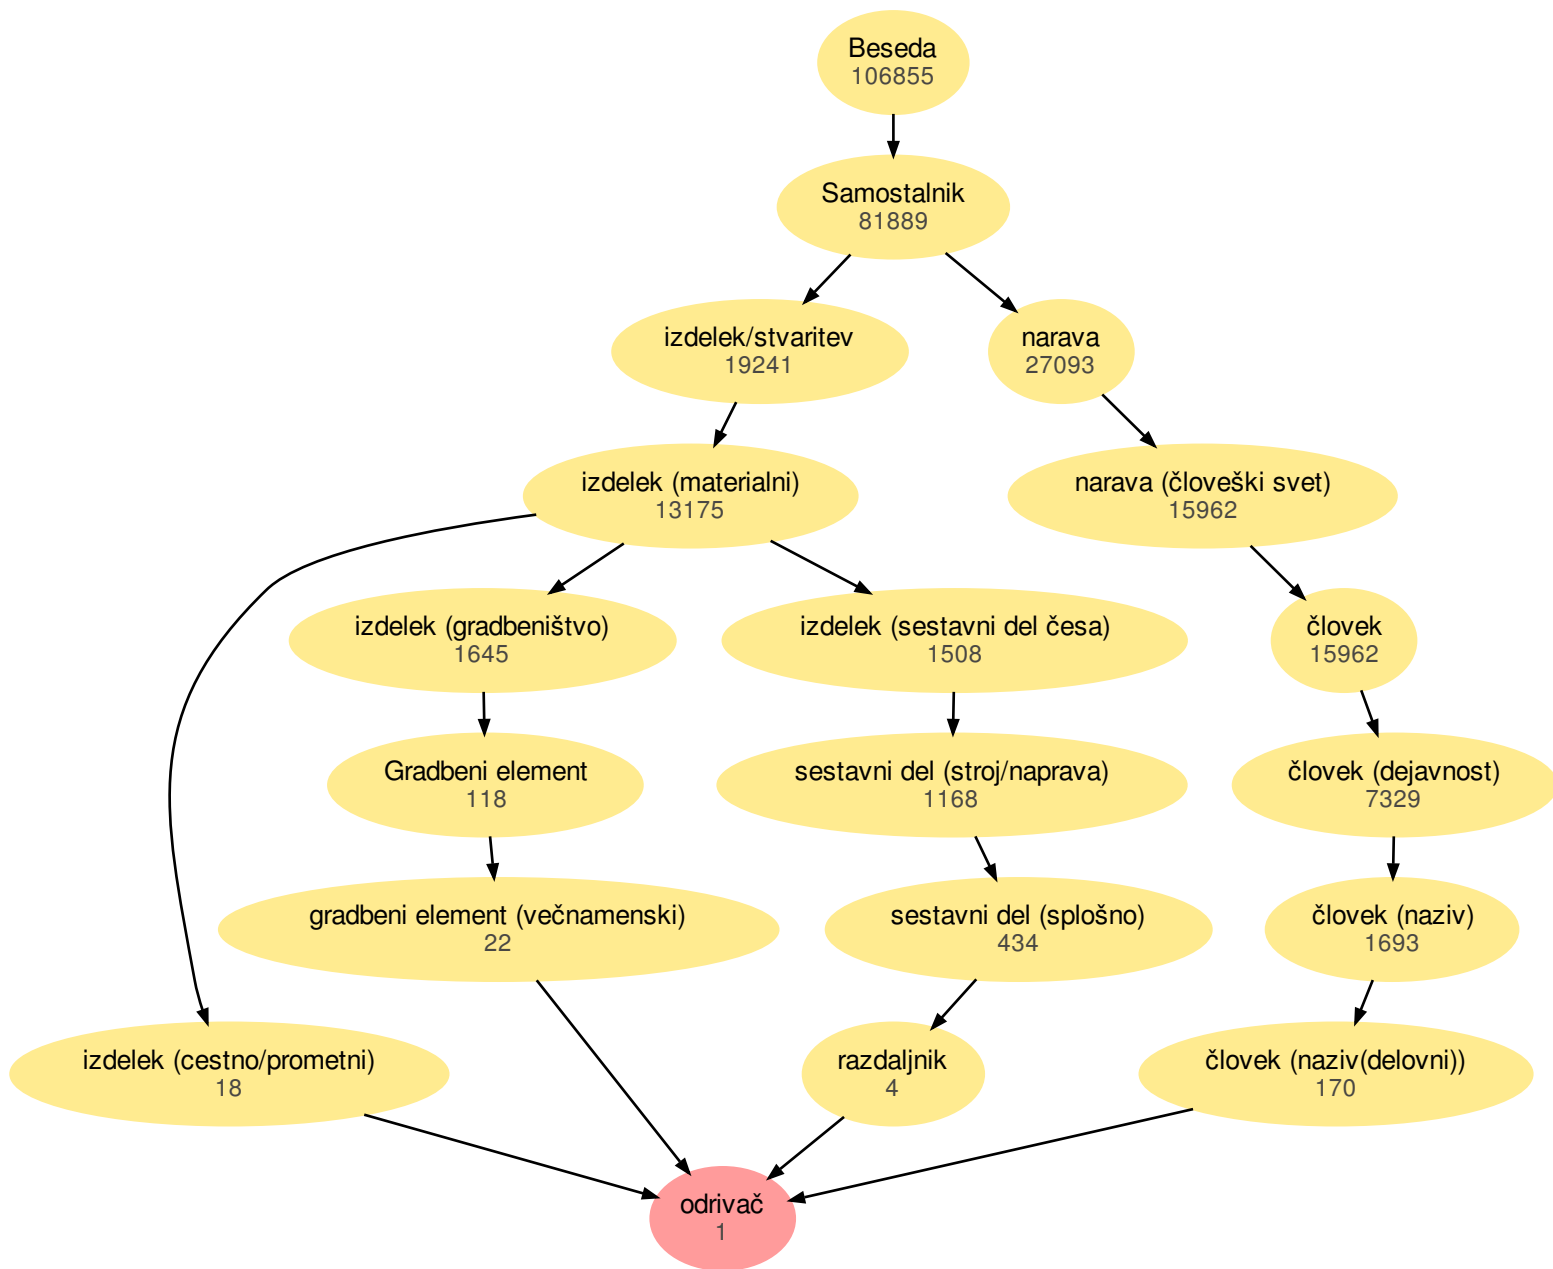 Beseda
106855
Samostalnik
81889
izdelek/stvaritev
19241
narava
27093
izdelek (materialni)
13175
narava (človeški svet)
15962
izdelek (gradbeništvo)
1645
izdelek (sestavni del česa)
1508
človek
15962
Gradbeni element
118
sestavni del (stroj/naprava)
1168
človek (dejavnost)
7329
gradbeni element (večnamenski)
22
sestavni del (splošno)
434
človek (naziv)
1693
izdelek (cestno/prometni)
18
razdaljnik
4
človek (naziv(delovni))
170
odrivač
1